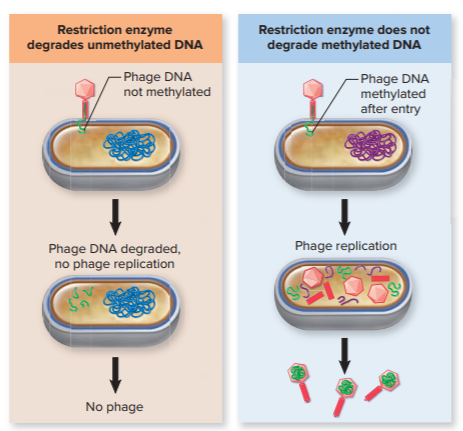 Restriction enzyme
degrades unmethylated DNA
Phage DNA
not methylated
Phage DNA degraded,
no phage replication
No phage
Restriction enzyme does not
degrade methylated DNA
Phage DNA
methylated
after entry
Phage replication